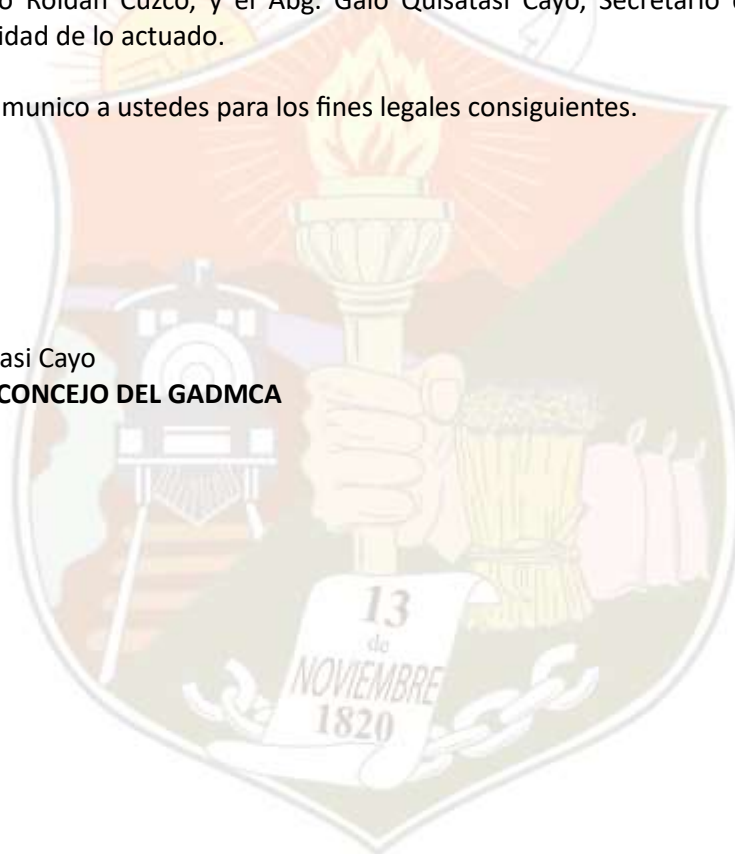 o Roldán Cuzco, y el Abg. Galo Quisatasi Cayo, Secretario
idad de lo actuado.
munico a ustedes para los fines legales consiguientes.
asi Cayo
CONCEJO DEL GADMCA
13
de
NOVIEMBRE
1820